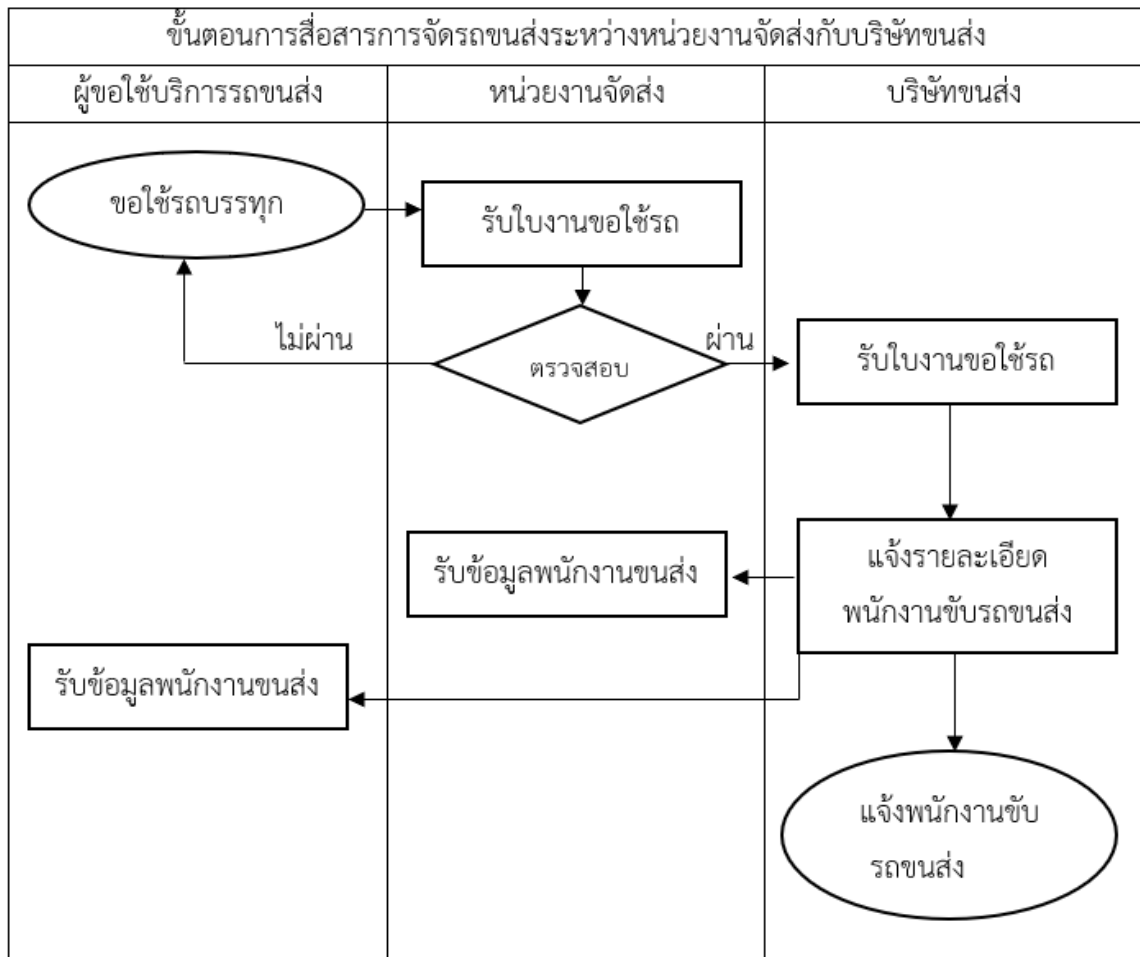 ขั้นตอนการสื่อสารการจัดรถขนส่งระหว่างหน่วยงานจัดส่งกับบริษัทขนส่ง
ผู้ขอใช้บริการรถขนส่ง
หน่วยงานจัดส่ง
บริษัทขนส่ง
ขอใช้รถบรรทุก
รับใบงานขอใช้รถ
ไม่ผ่าน
ตรวจสอบ
ผ่าน
รับใบงานขอใช้รถ
แจ้งรายละเอียด
พนักงานขับรถขนส่ง
รับข้อมูลพนักงานขนส่ง
รับข้อมูลพนักงานขนส่ง
แจ้งพนักงานขับ
รถขนส่ง